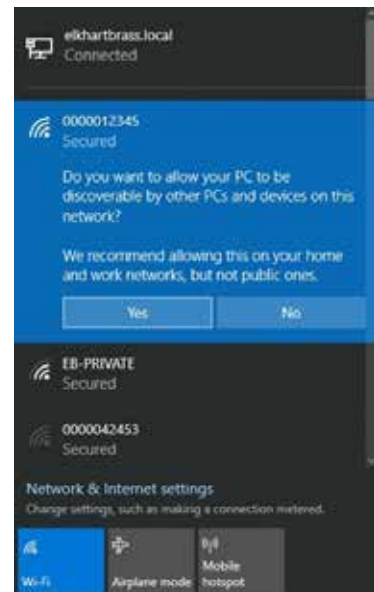 elkhartbrass.local
Connected
0000012345
Secured
Do you want to allow your PC to be
discoverable by other PCs and devices on this
network?
We recommend allowing this on your home
and work networks, but not public ones.
Yes No
EB-PRIVATE
Secured
0000042453
Secured
Network & Internet settings
Change settings, such as making a connection metered.
Wi-Fi Airplane mode Mobile
hotspot